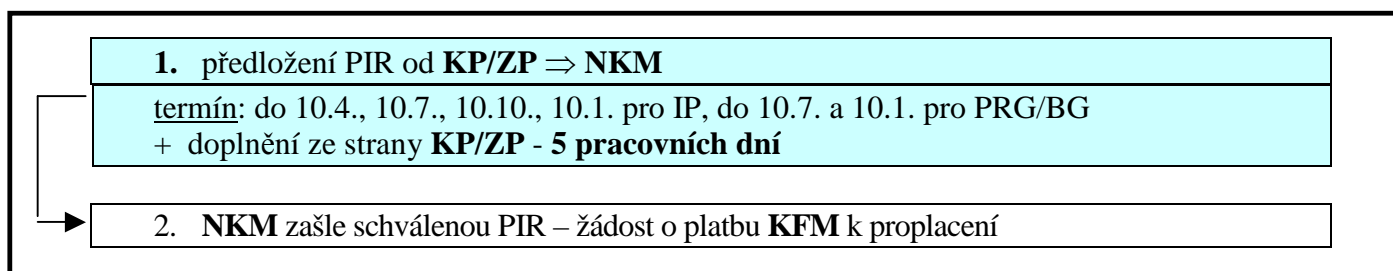 1. předložení PIR od KP/ZP ⇒ NKM
termín: do 10.4., 10.7., 10.10., 10.1. pro IP, do 10.7. a 10.1. pro PRG/BG
+ doplnění ze strany KP/ZP - 5 pracovních dní
2. NKM zašle schválenou PIR – žádost o platbu KFM k proplacení